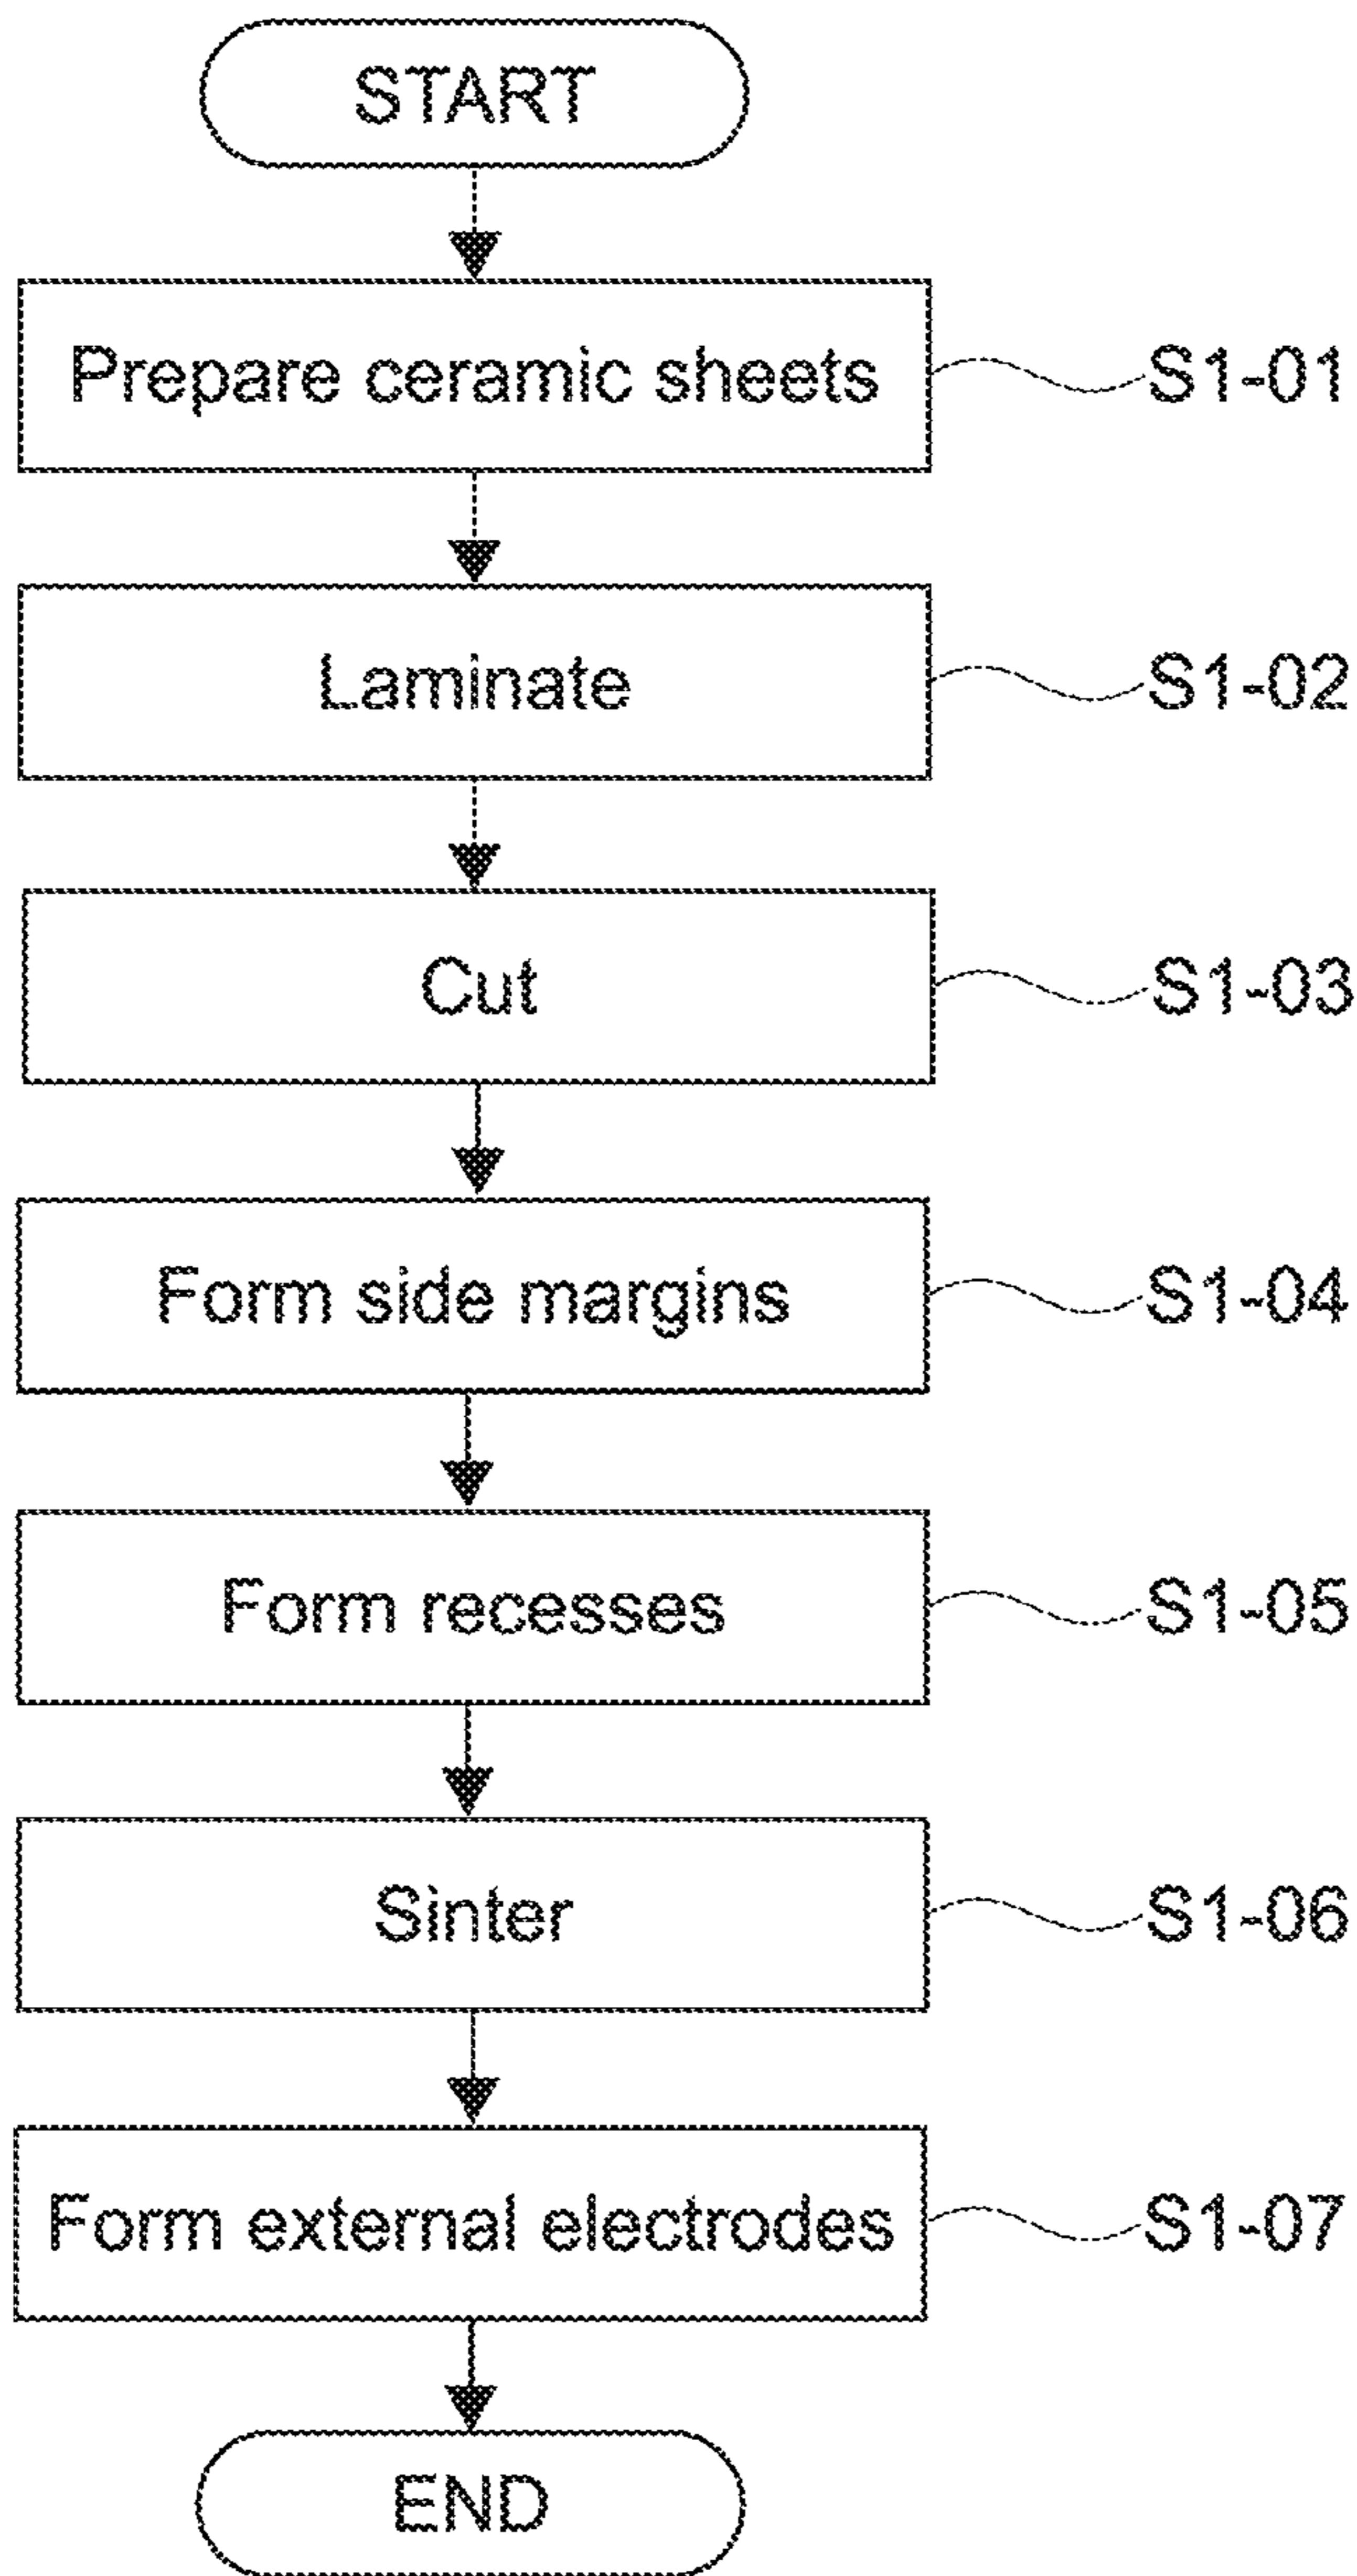 START
Prepare ceramic sheets S1-01
Laminate S1-02
Cut S1-03
Form side margins S1-04
Form recesses S1-05
Sinter S1-06
Form external electrodes S1-07
END